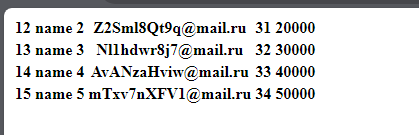 12 name 2 Z2Sml8Qt9q@mail.ru 31 20000
13 name 3 Nl1hdwr8j7@mail.ru 32 30000
14 name 4 AvANzaHviw@mail.ru 33 40000
15 name 5 mTxv7nXFV1@mail.ru 34 50000